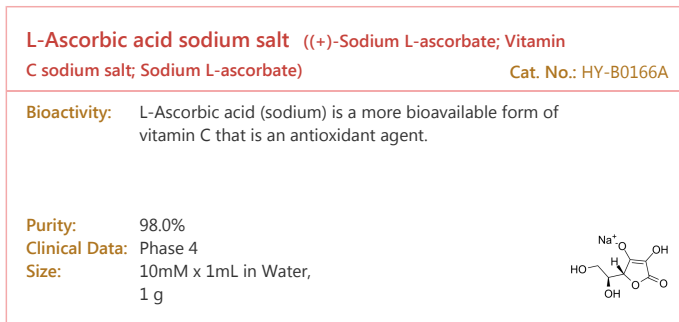 L-Ascorbic acid sodium salt ((+)-Sodium L-ascorbate; Vitamin
C sodium salt; Sodium L-ascorbate) Cat. No.: HY-B0166A
Bioactivity: L-Ascorbic acid (sodium) is a more bioavailable form of
vitamin C that is an antioxidant agent.
Purity: 98.0%
Clinical Data: Phase 4
Size: 10mM x 1mL in Water,
1 g
Na+
O OH
H
HO
O O
OH